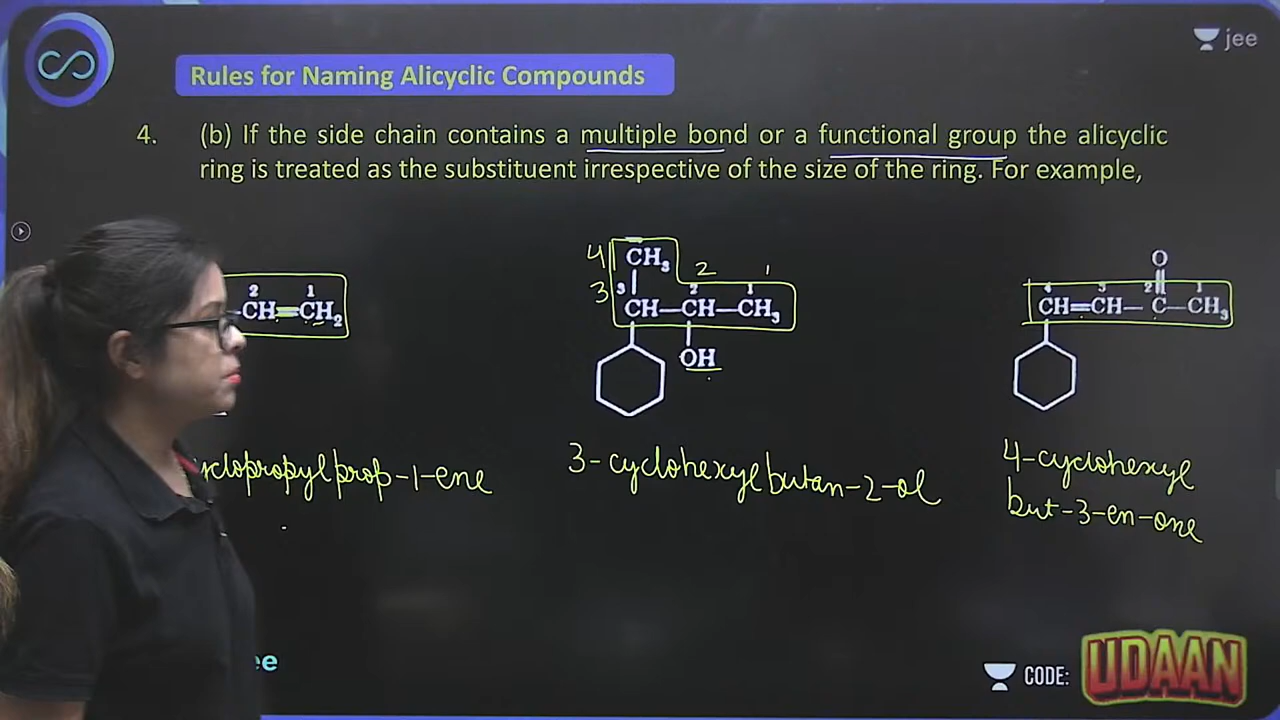 jee
Rules for Naming Alicyclic Compounds
4. (b) If the side chain contains a multiple bond or a functional group the alicyclic
ring is treated as the substituent irrespective of the size of the ring. For example,
2 1
CH=CH₂
4 CH₃
3 3 2 2 1 1
CH—CH—CH₃
OH
O
4 3 2 1
CH=CH—C—CH₃
yclopropyl prop-1-ene
3-cyclohexyl butan-2-ol
4-cyclohexyl
but-3-en-one
ee
CODE: UDAAN